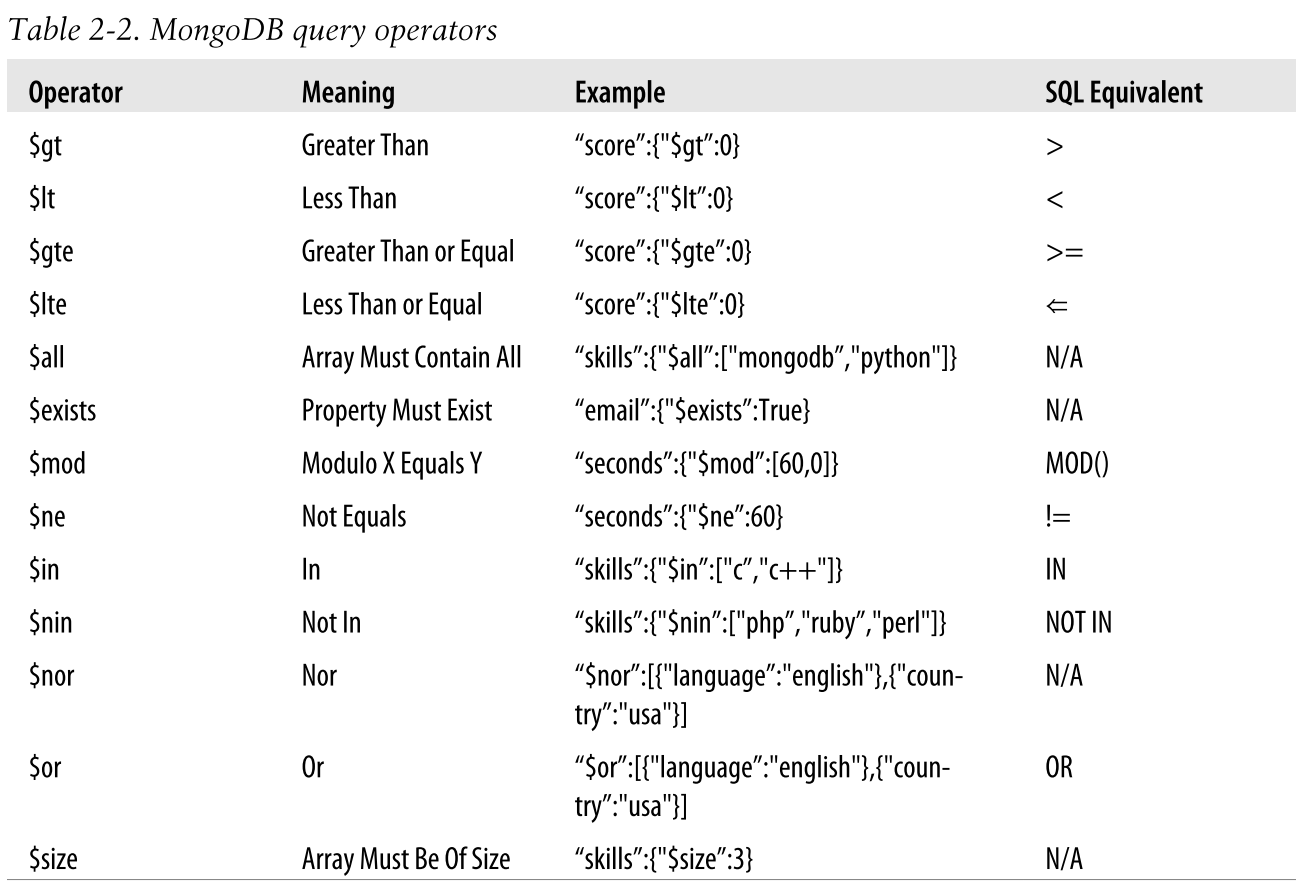 Table 2-2. MongoDB query operators
Operator Meaning Example SQL Equivalent
$gt Greater Than “score”:{"$gt":0} >
$lt Less Than “score”:{"$lt":0} <
$gte Greater Than or Equal “score”:{"$gte":0} >=
$lte Less Than or Equal “score”:{"$lte":0} ⇐
$all Array Must Contain All “skills”:{"$all":["mongodb”,"python"]} N/A
$exists Property Must Exist “email”:{"$exists":True} N/A
$mod Modulo X Equals Y “seconds”:{"$mod":[60,0]} MOD()
$ne Not Equals “seconds”:{"$ne":60} !=
$in In “skills”:{"$in":["c”,"c++"]} IN
$nin Not In “skills”:{"$nin":["php”,"ruby”,"perl"]} NOT IN
$nor Nor “$nor”:[{"language”:"english"},{"coun-
try”:"usa"}] N/A
$or Or “$or”:[{"language”:"english"},{"coun-
try”:"usa"}] OR
$size Array Must Be Of Size “skills”:{"$size":3} N/A